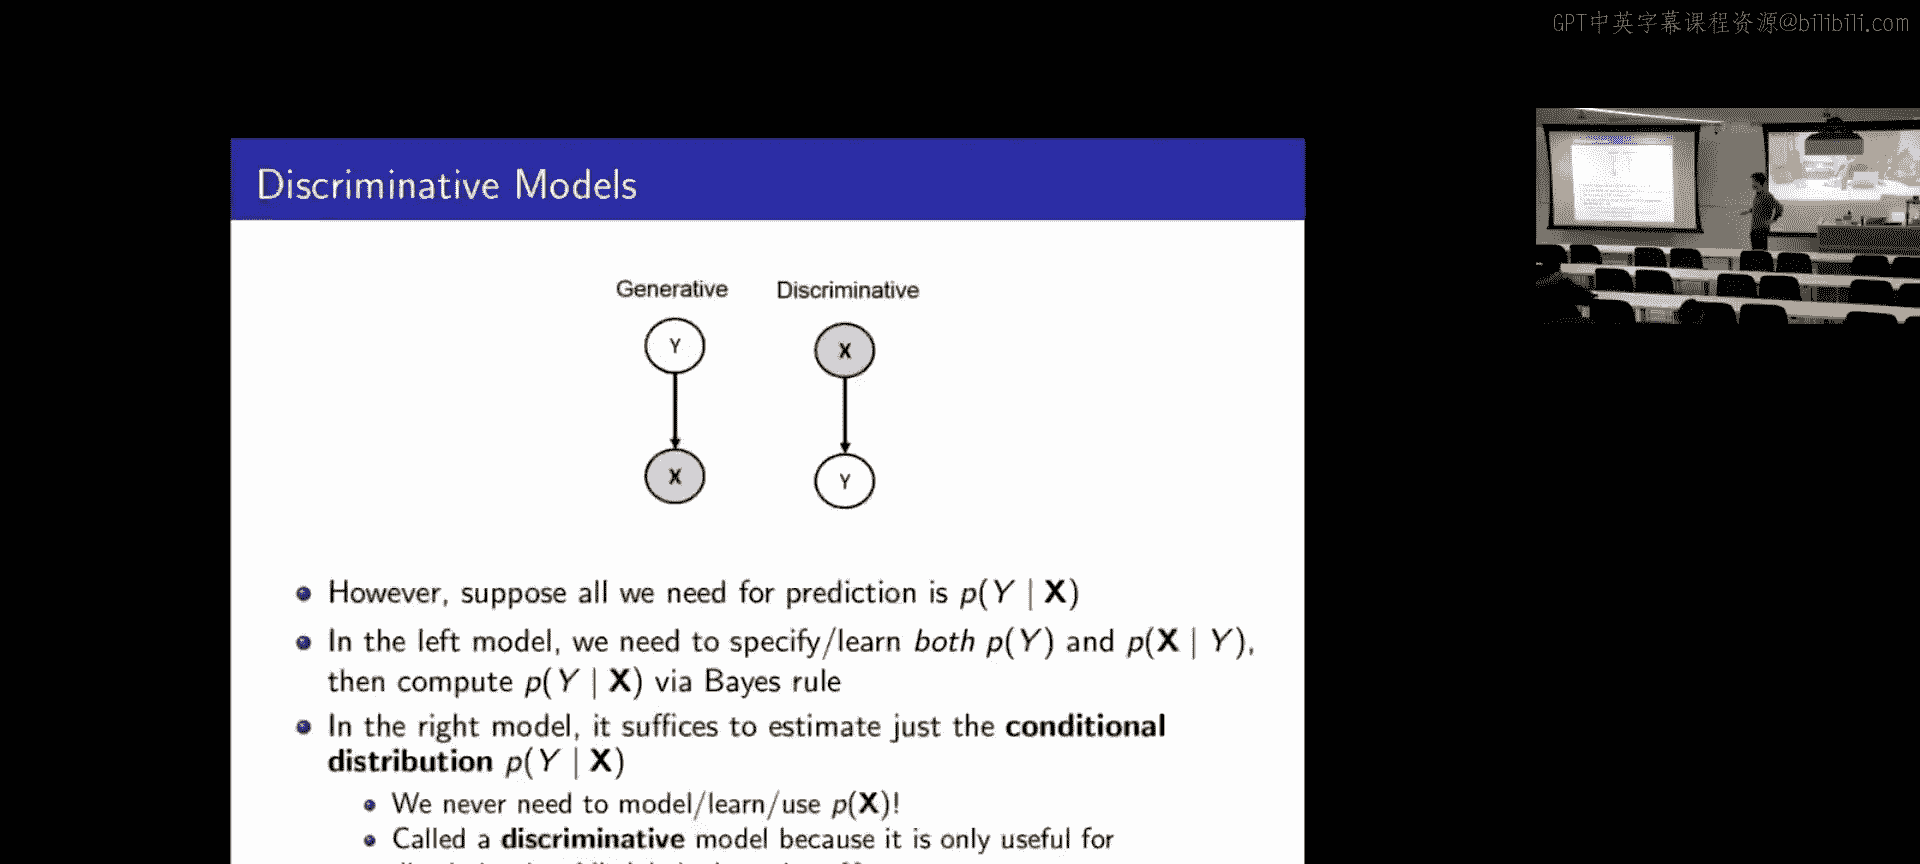 GPT中英字幕课程资源@bilibili.com
Discriminative Models
Generative Discriminative
Y X
X Y
However, suppose all we need for prediction is p(Y | X)
In the left model, we need to specify/learn both p(Y) and p(X | Y),
then compute p(Y | X) via Bayes rule
In the right model, it suffices to estimate just the conditional
distribution p(Y | X)
We never need to model/learn/use p(X)!
Called a discriminative model because it is only useful for